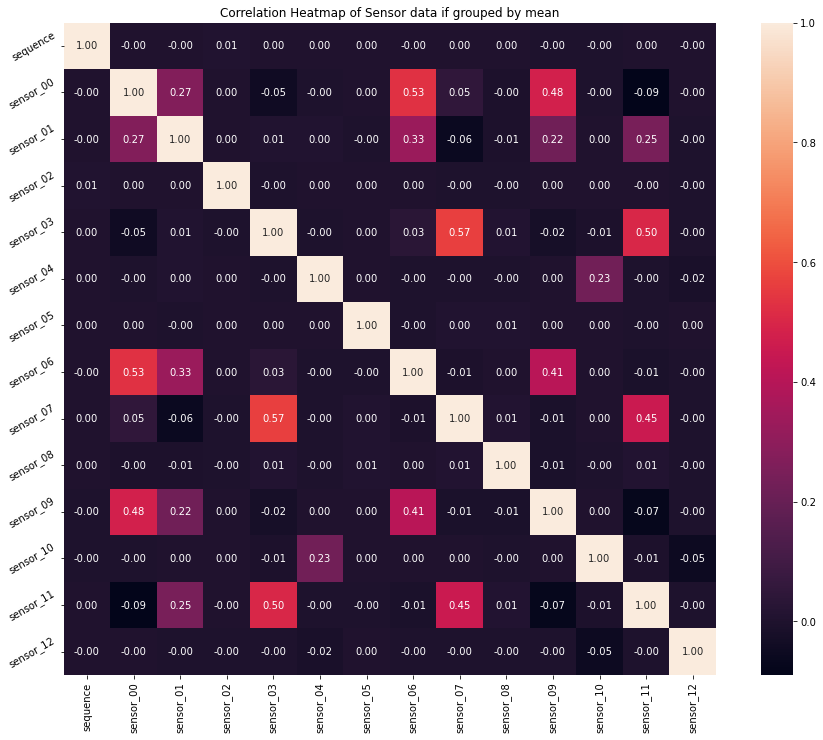 Correlation Heatmap of Sensor data if grouped by mean
sequence 1.00 -0.00 -0.00 0.01 0.00 0.00 0.00 -0.00 0.00 0.00 -0.00 -0.00 0.00 -0.00
sensor_00 -0.00 1.00 0.27 0.00 -0.05 -0.00 0.00 0.53 0.05 -0.00 0.48 -0.00 -0.09 -0.00
sensor_01 -0.00 0.27 1.00 0.00 0.01 0.00 -0.00 0.33 -0.06 -0.01 0.22 0.00 0.25 -0.00
sensor_02 0.01 0.00 0.00 1.00 -0.00 0.00 0.00 0.00 -0.00 -0.00 0.00 0.00 -0.00 -0.00
sensor_03 0.00 -0.05 0.01 -0.00 1.00 -0.00 0.00 0.03 0.57 0.01 -0.02 -0.01 0.50 -0.00
sensor_04 0.00 -0.00 0.00 0.00 -0.00 1.00 0.00 -0.00 -0.00 -0.00 0.00 0.23 -0.00 -0.02
sensor_05 0.00 0.00 -0.00 0.00 0.00 0.00 1.00 -0.00 0.00 0.01 0.00 0.00 -0.00 0.00
sensor_06 -0.00 0.53 0.33 0.00 0.03 -0.00 -0.00 1.00 -0.01 0.00 0.41 0.00 -0.01 -0.00
sensor_07 0.00 0.05 -0.06 -0.00 0.57 -0.00 0.00 -0.01 1.00 0.01 -0.01 0.00 0.45 -0.00
sensor_08 0.00 -0.00 -0.01 -0.00 0.01 -0.00 0.01 0.00 0.01 1.00 -0.01 -0.00 0.01 -0.00
sensor_09 -0.00 0.48 0.22 0.00 -0.02 0.00 0.00 0.41 -0.01 -0.01 1.00 0.00 -0.07 -0.00
sensor_10 -0.00 -0.00 0.00 0.00 -0.01 0.23 0.00 0.00 0.00 -0.00 0.00 1.00 -0.01 -0.05
sensor_11 0.00 -0.09 0.25 -0.00 0.50 -0.00 -0.00 -0.01 0.45 0.01 -0.07 -0.01 1.00 -0.00
sensor_12 -0.00 -0.00 -0.00 -0.00 -0.00 -0.02 0.00 -0.00 -0.00 -0.00 -0.00 -0.05 -0.00 1.00
sequence sensor_00 sensor_01 sensor_02 sensor_03 sensor_04 sensor_05 sensor_06 sensor_07 sensor_08 sensor_09 sensor_10 sensor_11 sensor_12
1.0
0.8
0.6
0.4
0.2
0.0